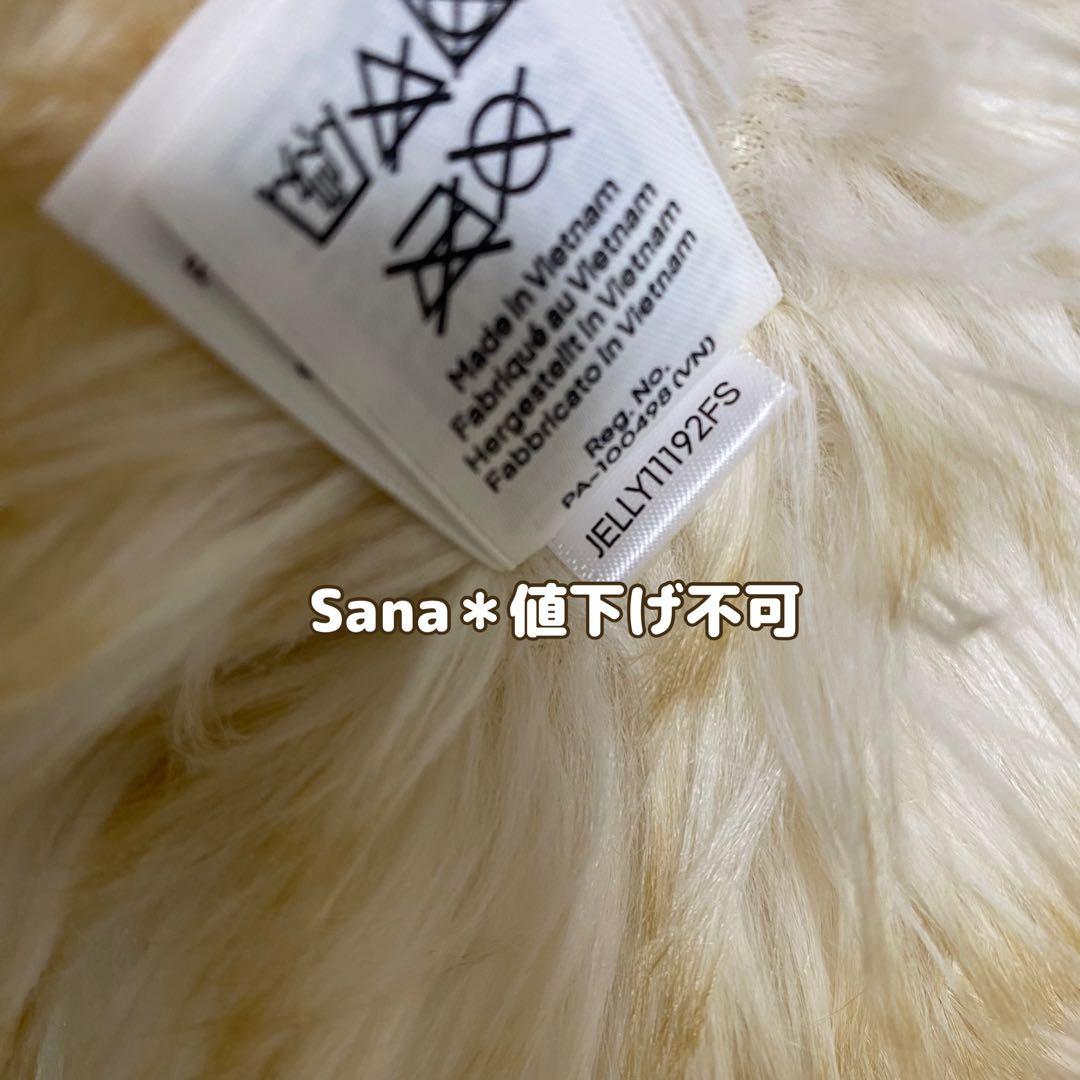 Made in Vietnam
Fabriqué au Vietnam
Hergestellt in Vietnam
Fabbricato in Vietnam
Reg. No.
PA-100498 (VN)
JELLY11192FS
Sana＊値下げ不可